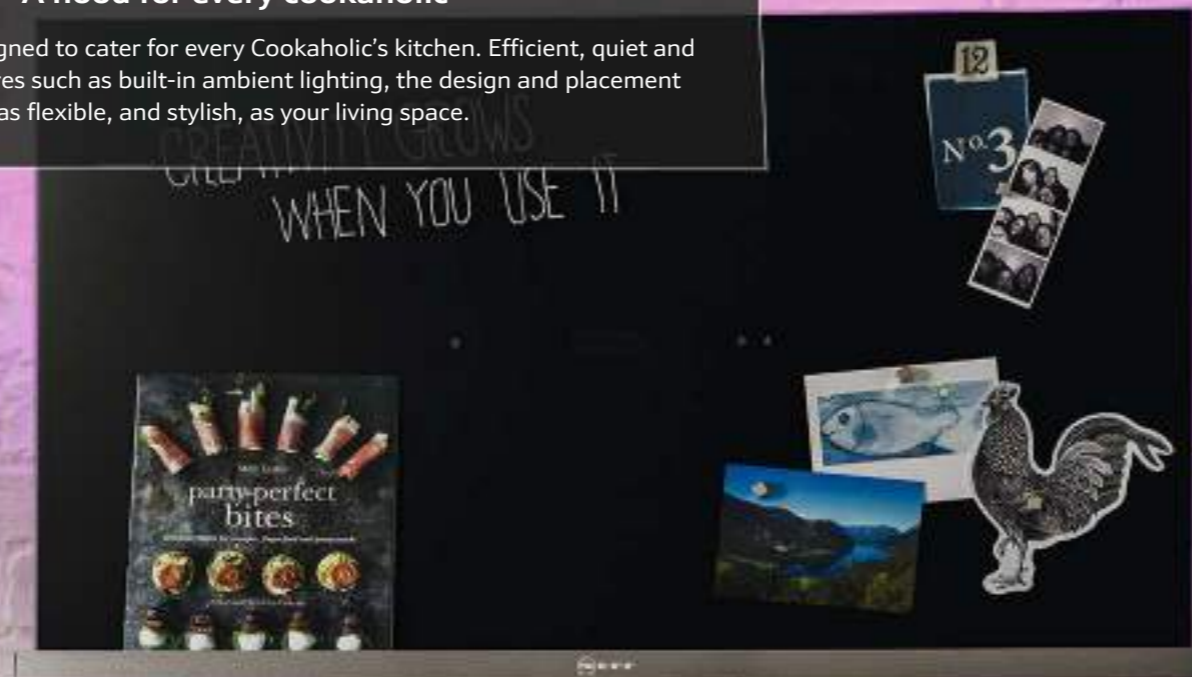 A hood for every cookaholic
gned to cater for every Cookaholic's kitchen. Efficient, quiet and
res such as built-in ambient lighting, the design and placement
as flexible, and stylish, as your living space.
CREATIVITY GROWS
WHEN YOU USE IT
12
No.3
party-perfect
bites